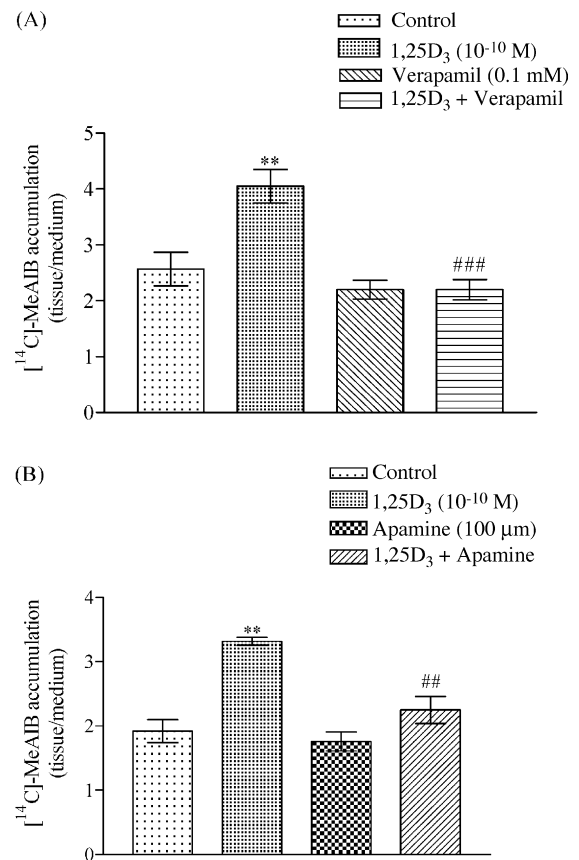 (A)
Control
1,25D₃ (10⁻¹⁰ M)
Verapamil (0.1 mM)
1,25D₃ + Verapamil
[¹⁴C]-MeAIB accumulation
(tissue/medium)
5
4
3
2
1
0
**
###
(B)
Control
1,25D₃ (10⁻¹⁰ M)
Apamine (100 µm)
1,25D₃ + Apamine
[¹⁴C]-MeAIB accumulation
(tissue/medium)
4
3
2
1
0
**
##